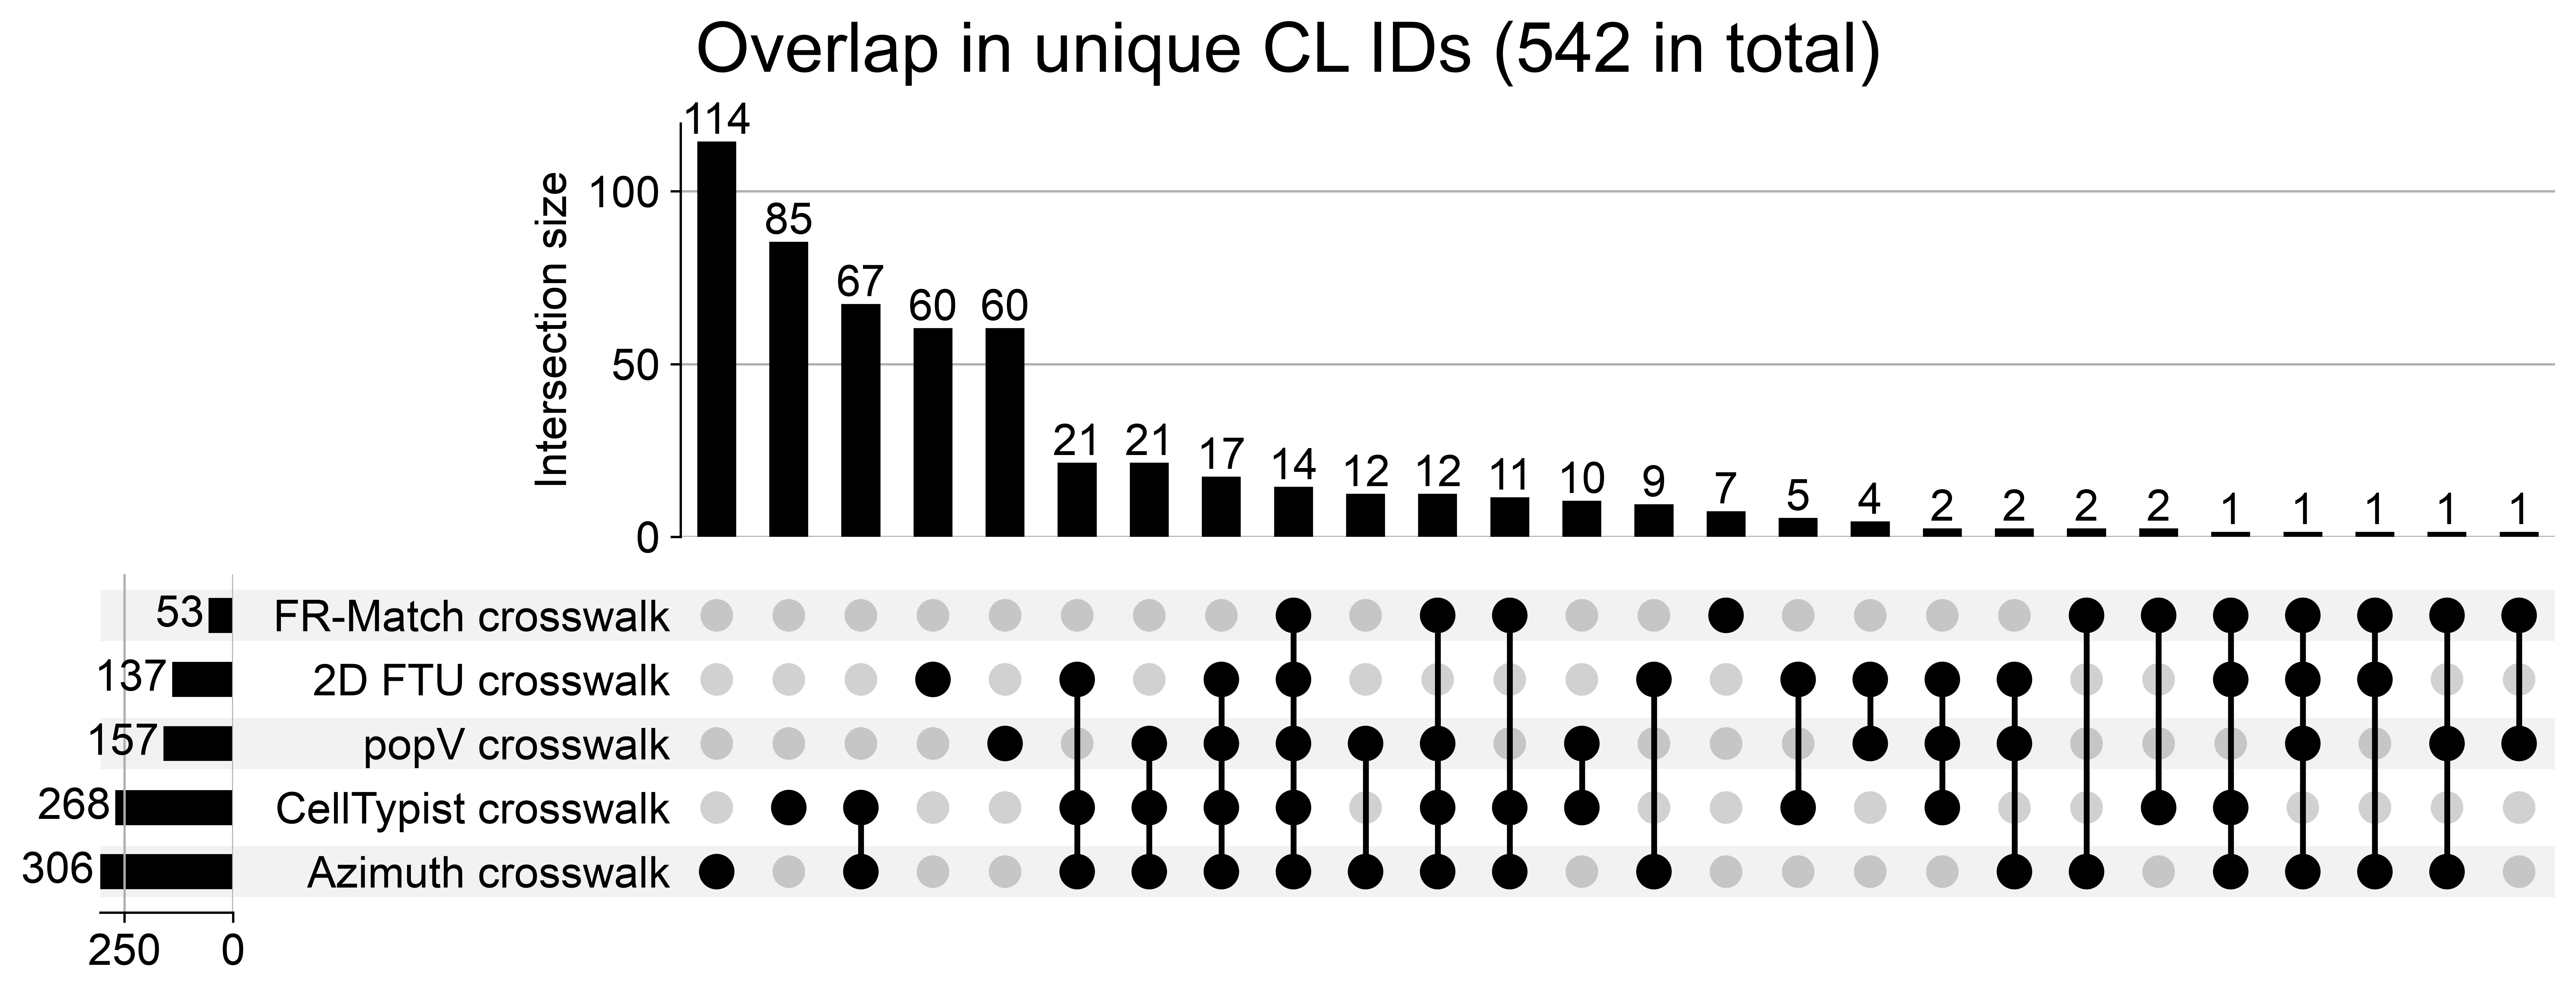 Overlap in unique CL IDs (542 in total)
Intersection size
100
50
0
114 85 67 60 60 21 21 17 14 12 12 11 10 9 7 5 4 2 2 2 2 1 1 1 1 1
53 FR-Match crosswalk
137 2D FTU crosswalk
157 popV crosswalk
268 CellTypist crosswalk
306 Azimuth crosswalk
250 0